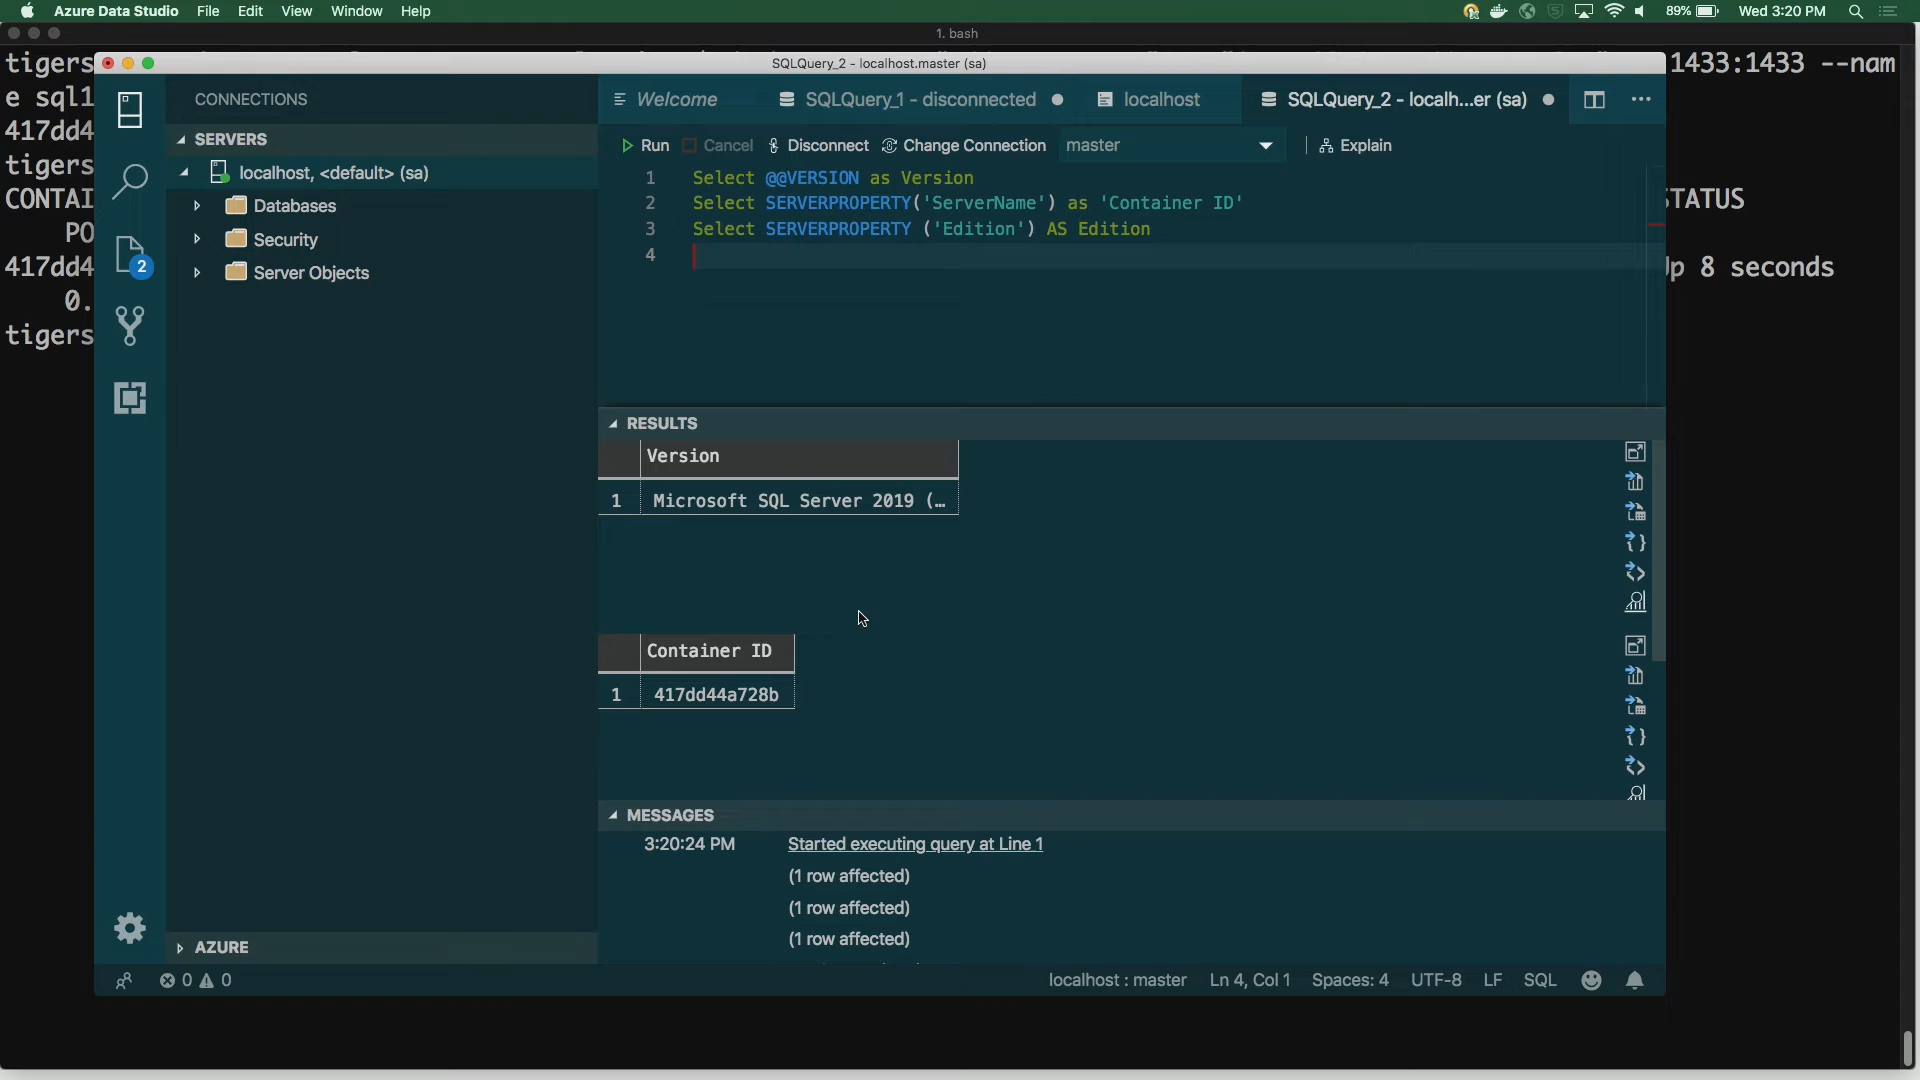 Azure Data Studio File Edit View Window Help 89% Wed 3:20 PM
1. bash
tigers 1433:1433 --nam
e sql1
417dd4
tigers
CONTAI STATUS
PO
417dd4 Up 8 seconds
0.
tigers
SQLQuery_2 - localhost.master (sa)
CONNECTIONS
SERVERS
localhost, <default> (sa)
Databases
Security
Server Objects
2
AZURE
Welcome SQLQuery_1 - disconnected localhost SQLQuery_2 - localh...er (sa)
Run Cancel Disconnect Change Connection master Explain
1 Select @@VERSION as Version
2 Select SERVERPROPERTY('ServerName') as 'Container ID'
3 Select SERVERPROPERTY ('Edition') AS Edition
4
RESULTS
Version
1 Microsoft SQL Server 2019 (…
Container ID
1 417dd44a728b
MESSAGES
3:20:24 PM Started executing query at Line 1
(1 row affected)
(1 row affected)
(1 row affected)
0 0 localhost : master Ln 4, Col 1 Spaces: 4 UTF-8 LF SQL